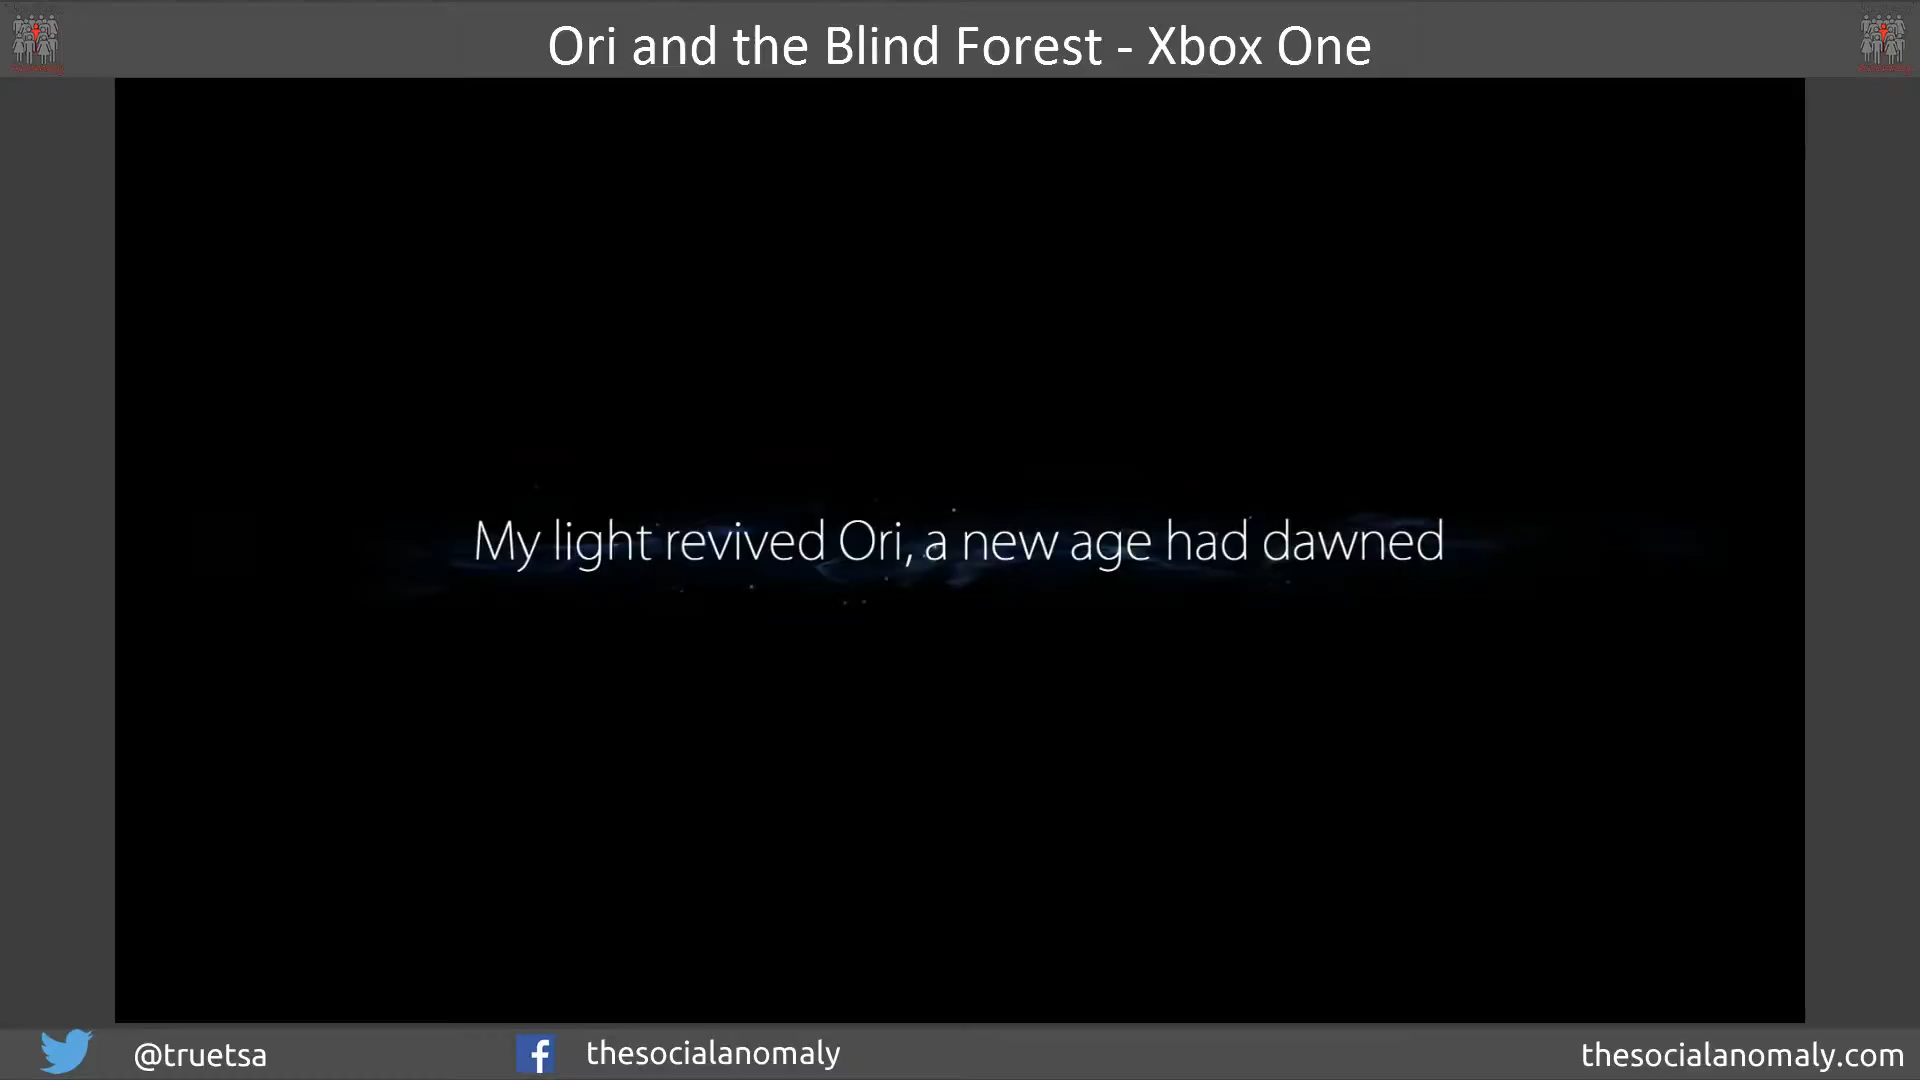 Ori and the Blind Forest - Xbox One
My light revived Ori, a new age had dawned
@truetsa
thesocialanomaly
thesocialanomaly.com